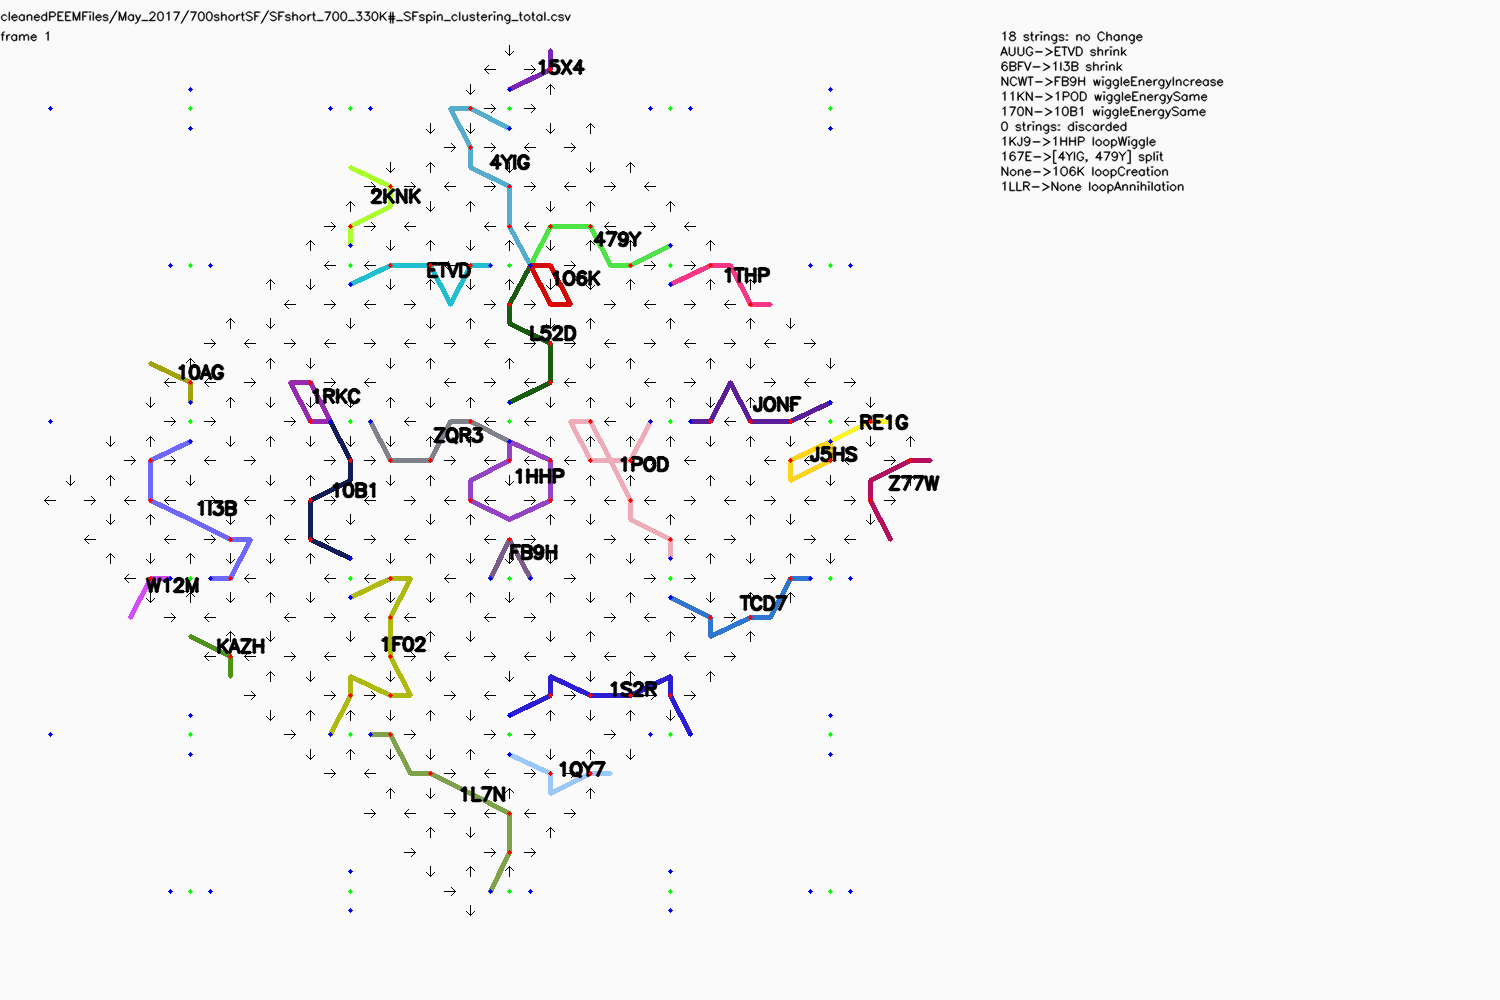 cleanedPEEMFiles/May_2017/700shortSF/SFshort_700_330K#_SFspin_clustering_total.csv
frame 1
18 strings: no Change
AUUG->ETVD shrink
6BFV->1I3B shrink
NCWT->FB9H wiggleEnergyIncrease
11KN->1POD wiggleEnergySame
170N->10B1 wiggleEnergySame
0 strings: discarded
1KJ9->1HHP loopWiggle
167E->[4YIG, 479Y] split
None->1O6K loopCreation
1LLR->None loopAnnihilation
15X4
4YIG
2KNK
479Y
ETVD
1O6K
1THP
L52D
10AG
1RKC
JONF
ZQR3
RE1G
J5HS
1POD
1HHP
Z77W
10B1
1I3B
FB9H
W12M
TCD7
KAZH
1F02
1S2R
1QY7
1L7N